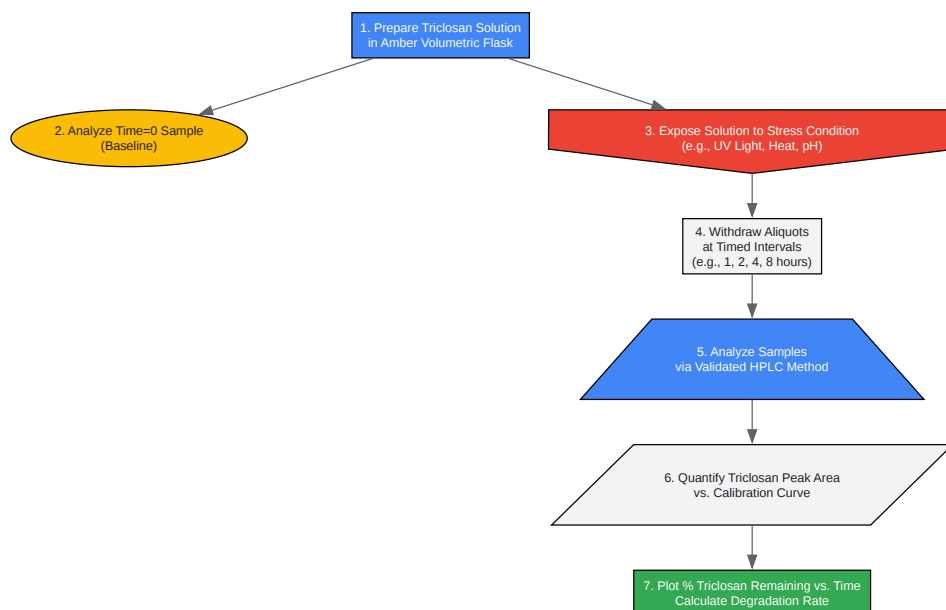 1. Prepare Triclosan Solution
in Amber Volumetric Flask
2. Analyze Time=0 Sample
(Baseline)
3. Expose Solution to Stress Condition
(e.g., UV Light, Heat, pH)
4. Withdraw Aliquots
at Timed Intervals
(e.g., 1, 2, 4, 8 hours)
5. Analyze Samples
via Validated HPLC Method
6. Quantify Triclosan Peak Area
vs. Calibration Curve
7. Plot % Triclosan Remaining vs. Time
Calculate Degradation Rate